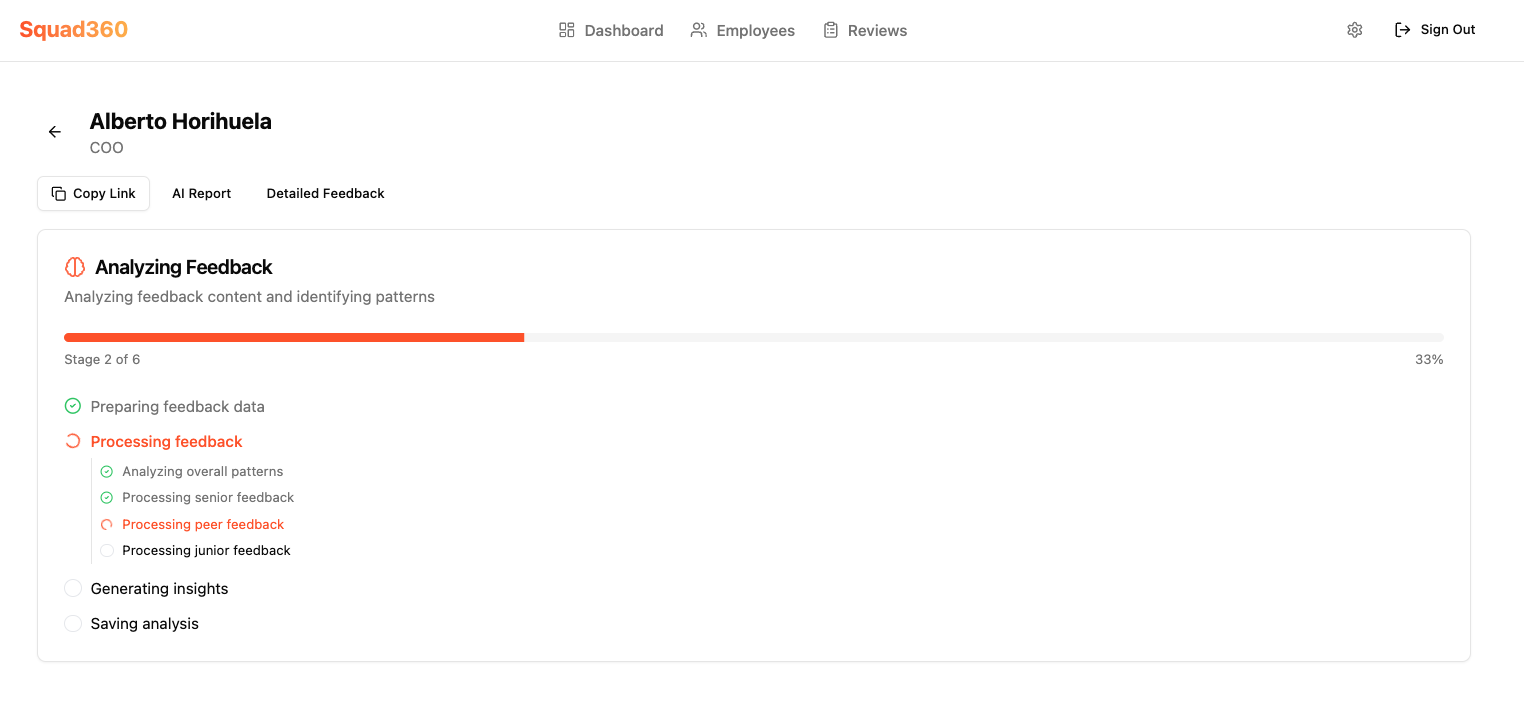 Squad360
Dashboard
Employees
Reviews
Sign Out
Alberto Horihuela
COO
Copy Link
AI Report
Detailed Feedback
Analyzing Feedback
Analyzing feedback content and identifying patterns
Stage 2 of 6
33%
Preparing feedback data
Processing feedback
Analyzing overall patterns
Processing senior feedback
Processing peer feedback
Processing junior feedback
Generating insights
Saving analysis